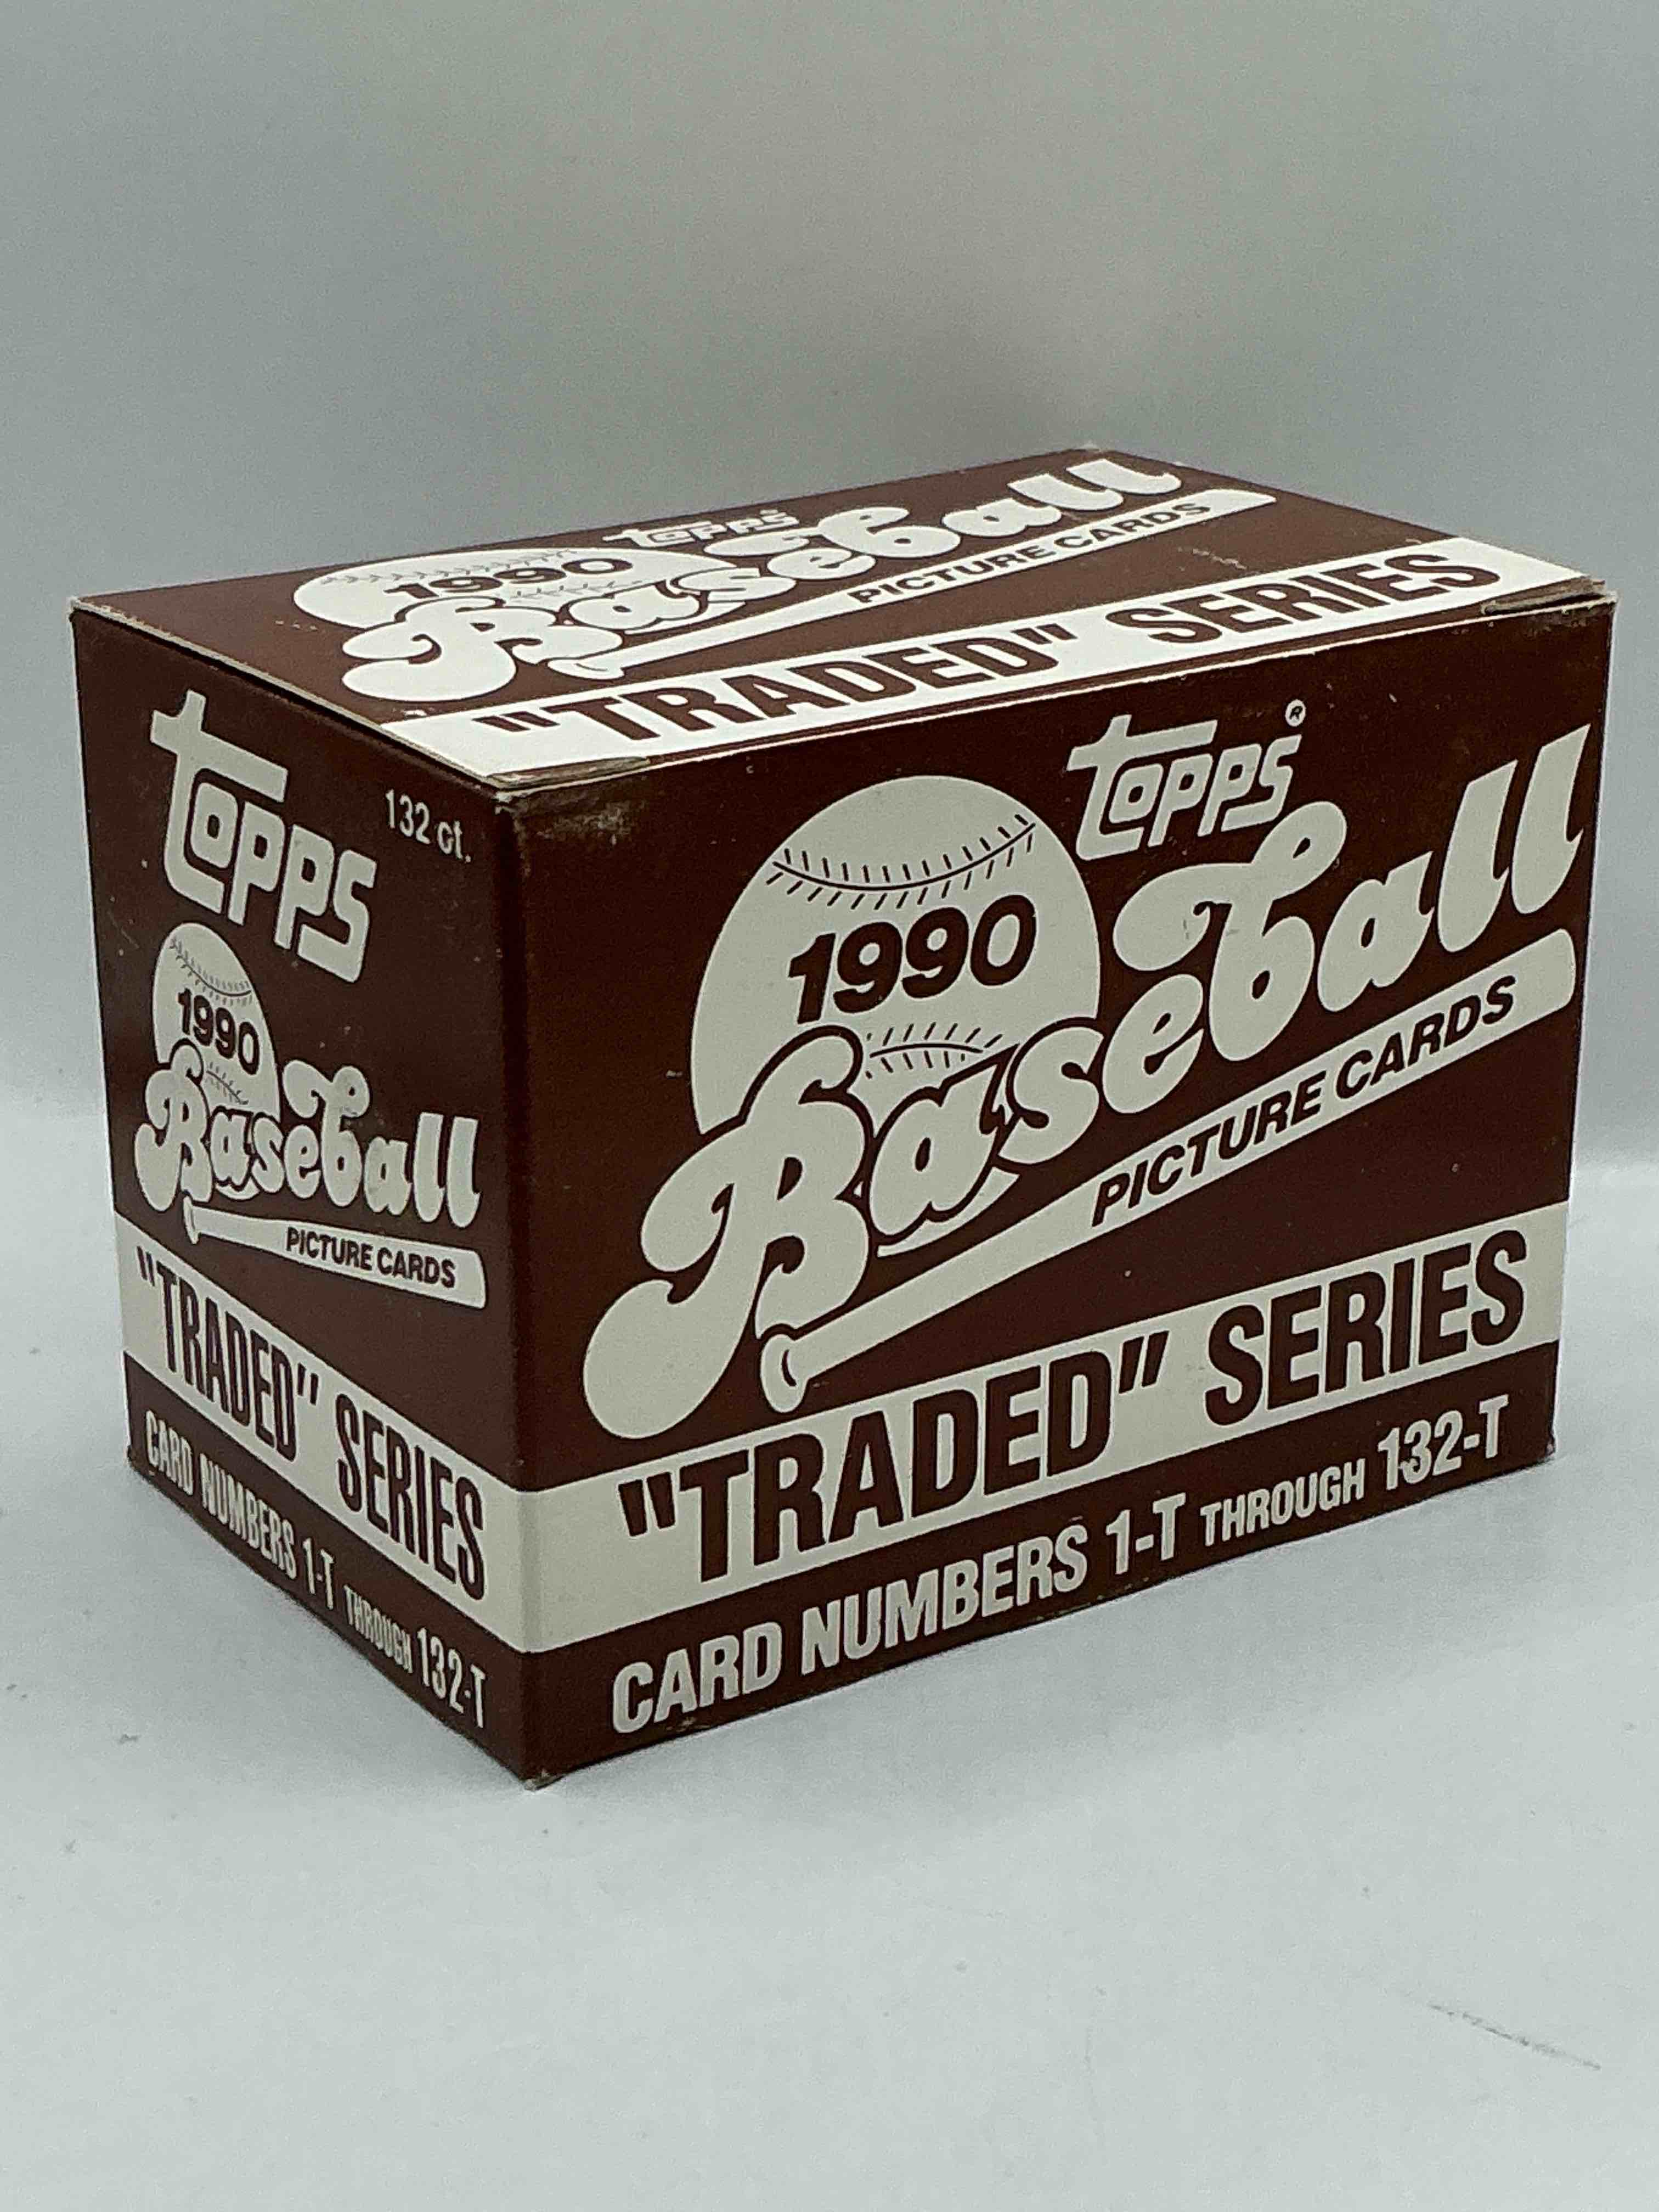 topps
1990
Baseball
PICTURE CARDS
"TRADED" SERIES
topps
132 ct.
1990
Baseball
PICTURE CARDS
"TRADED" SERIES
CARD NUMBERS 1-T THROUGH 132-T
topps®
1990
Baseball
PICTURE CARDS
"TRADED" SERIES
CARD NUMBERS 1-T THROUGH 132-T